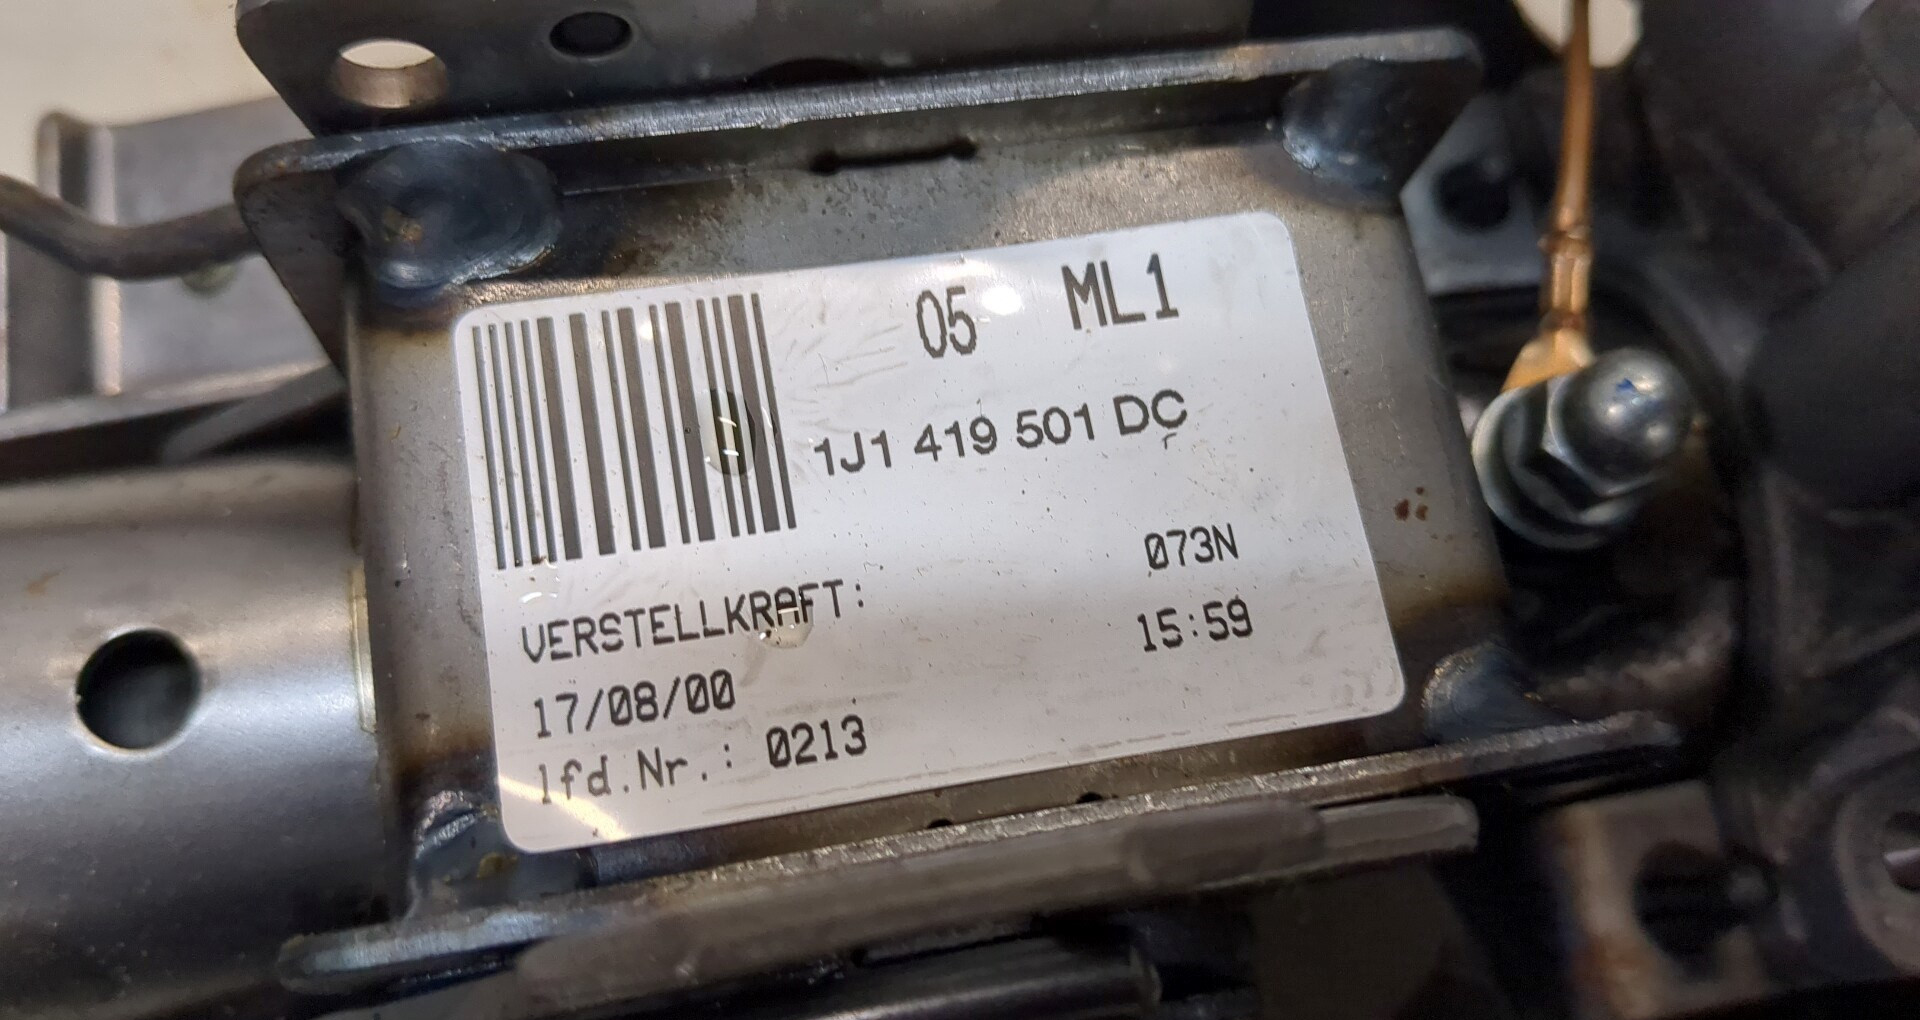 05 ML1
1J1 419 501 DC
073N
VERSTELLKRAFT:
15:59
17/08/00
lfd.Nr.: 0213